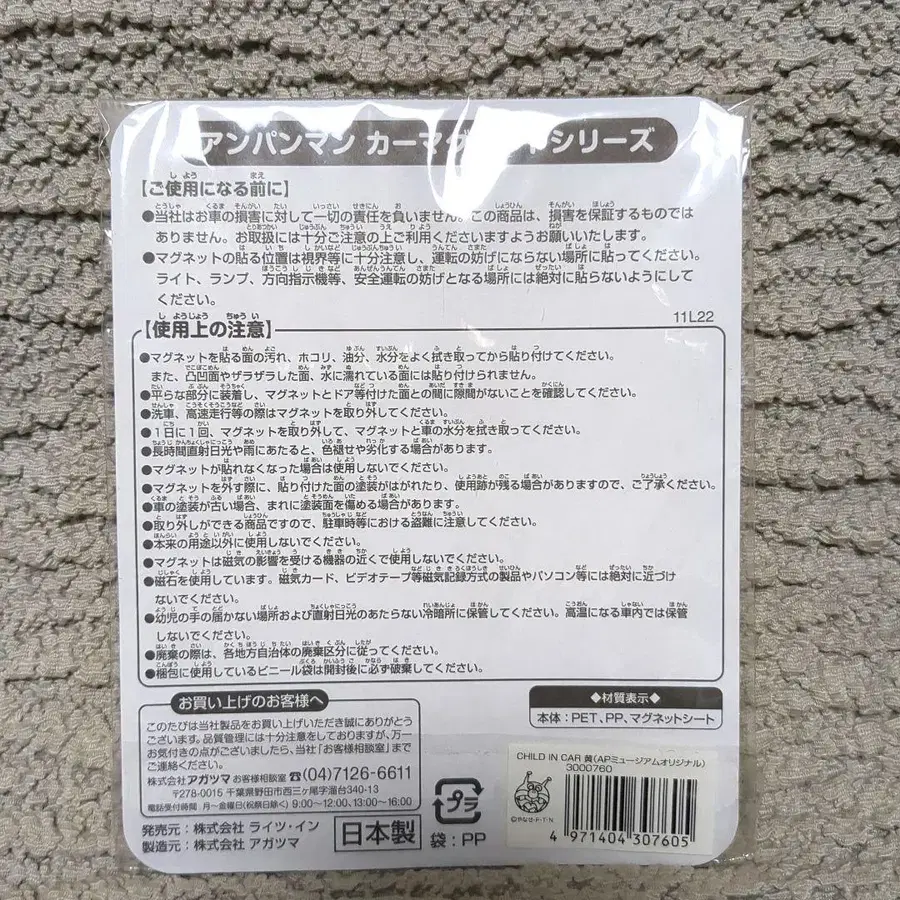 アンパンマン カーマグネットシリーズ
【ご使用になる前に】
●当社はお車の損害に対して一切の責任を負いません。この商品は、損害を保証するものでは
ありません。お取扱には十分ご注意の上ご利用くださいますようお願いいたします。
●マグネットの貼る位置は視界等に十分注意し、運転の妨げにならない場所に貼ってください。
ライト、ランプ、方向指示機等、安全運転の妨げとなる場所には絶対に貼らないようにして
ください。
11L22
【使用上の注意】
●マグネットを貼る面の汚れ、ホコリ、油分、水分をよく拭き取ってから貼り付けてください。
また、凸凹面やザラザラした面、水に濡れている面には貼り付けられません。
●平らな部分に装着し、マグネットとドア等付けた面との間に隙間がないことを確認してください。
●洗車、高速走行等の際はマグネットを取り外してください。
●1日に1回、マグネットを取り外して、マグネットと車の水分を拭き取ってください。
●長時間直射日光や雨にあたると、色褪せや劣化する場合があります。
●マグネットが貼れなくなった場合は使用しないでください。
●マグネットを外す際に、貼り付けた面の塗装がはがれたり、使用跡が残る場合がありますので、ご了承ください。
●車の塗装が古い場合、まれに塗装面を傷める場合があります。
●取り外しができる商品ですので、駐車時等における盗難に注意してください。
●本来の用途以外に使用しないでください。
●マグネットは磁気の影響を受ける機器の近くで使用しないでください。
●磁石を使用しています。磁気カード、ビデオテープ等磁気記録方式の製品やパソコン等には絶対に近づけ
ないでください。
●幼児の手の届かない場所および直射日光のあたらない冷暗所に保管してください。高温になる車内では保管
しないでください。
●廃棄の際は、各地方自治体の廃棄区分に従ってください。
●梱包に使用しているビニール袋は開封後に必ず破棄してください。
お買い上げのお客様へ
このたびは当社製品をお買い上げいただき誠にありがとう
ございます。品質管理には十分注意をしておりますが、万一
お気付きの点がございましたら、当社「お客様相談室」まで
ご連絡ください。
株式会社アガツマ お客様相談室 ☎(04)7126-6611
〒278-0015 千葉県野田市西三ヶ尾字溜台340-13
電話受付時間 月~金曜日(祝祭日除く)9:00~12:00、13:00~16:00
発売元：株式会社 ライツ・イン
製造元：株式会社 アガツマ
日本製
プラ
袋：PP
◆材質表示◆
本体：PET、PP、マグネットシート
CHILD IN CAR 黄(APミュージアムオリジナル)
3000760
©やなせ・F・T・N
4 971404 307605